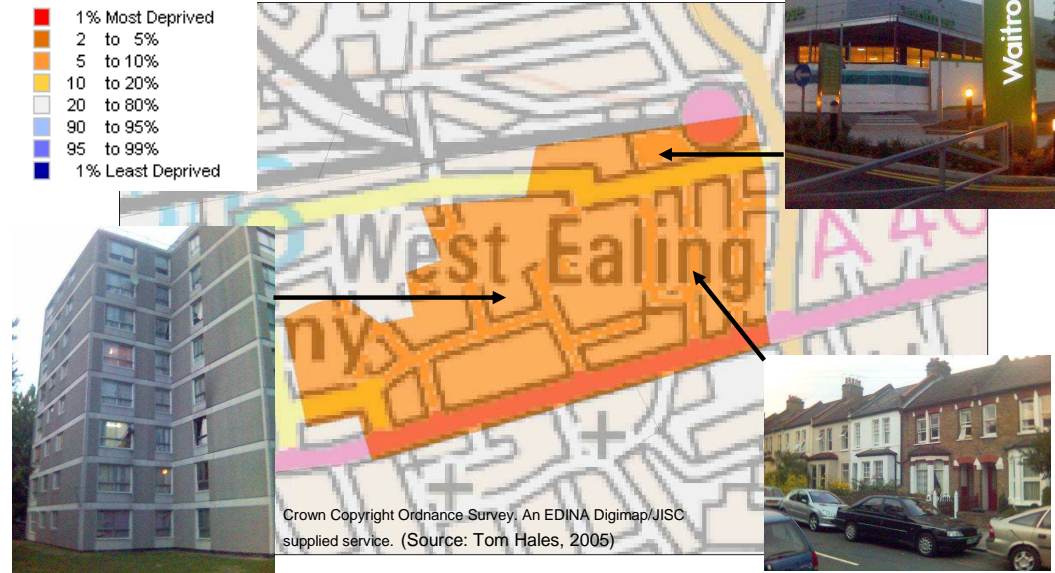 1% Most Deprived
2 to 5%
5 to 10%
10 to 20%
20 to 80%
90 to 95%
95 to 99%
1% Least Deprived
Waitro
West Ealing
A 40
ny
Crown Copyright Ordnance Survey. An EDINA Digimap/JISC
supplied service. (Source: Tom Hales, 2005)